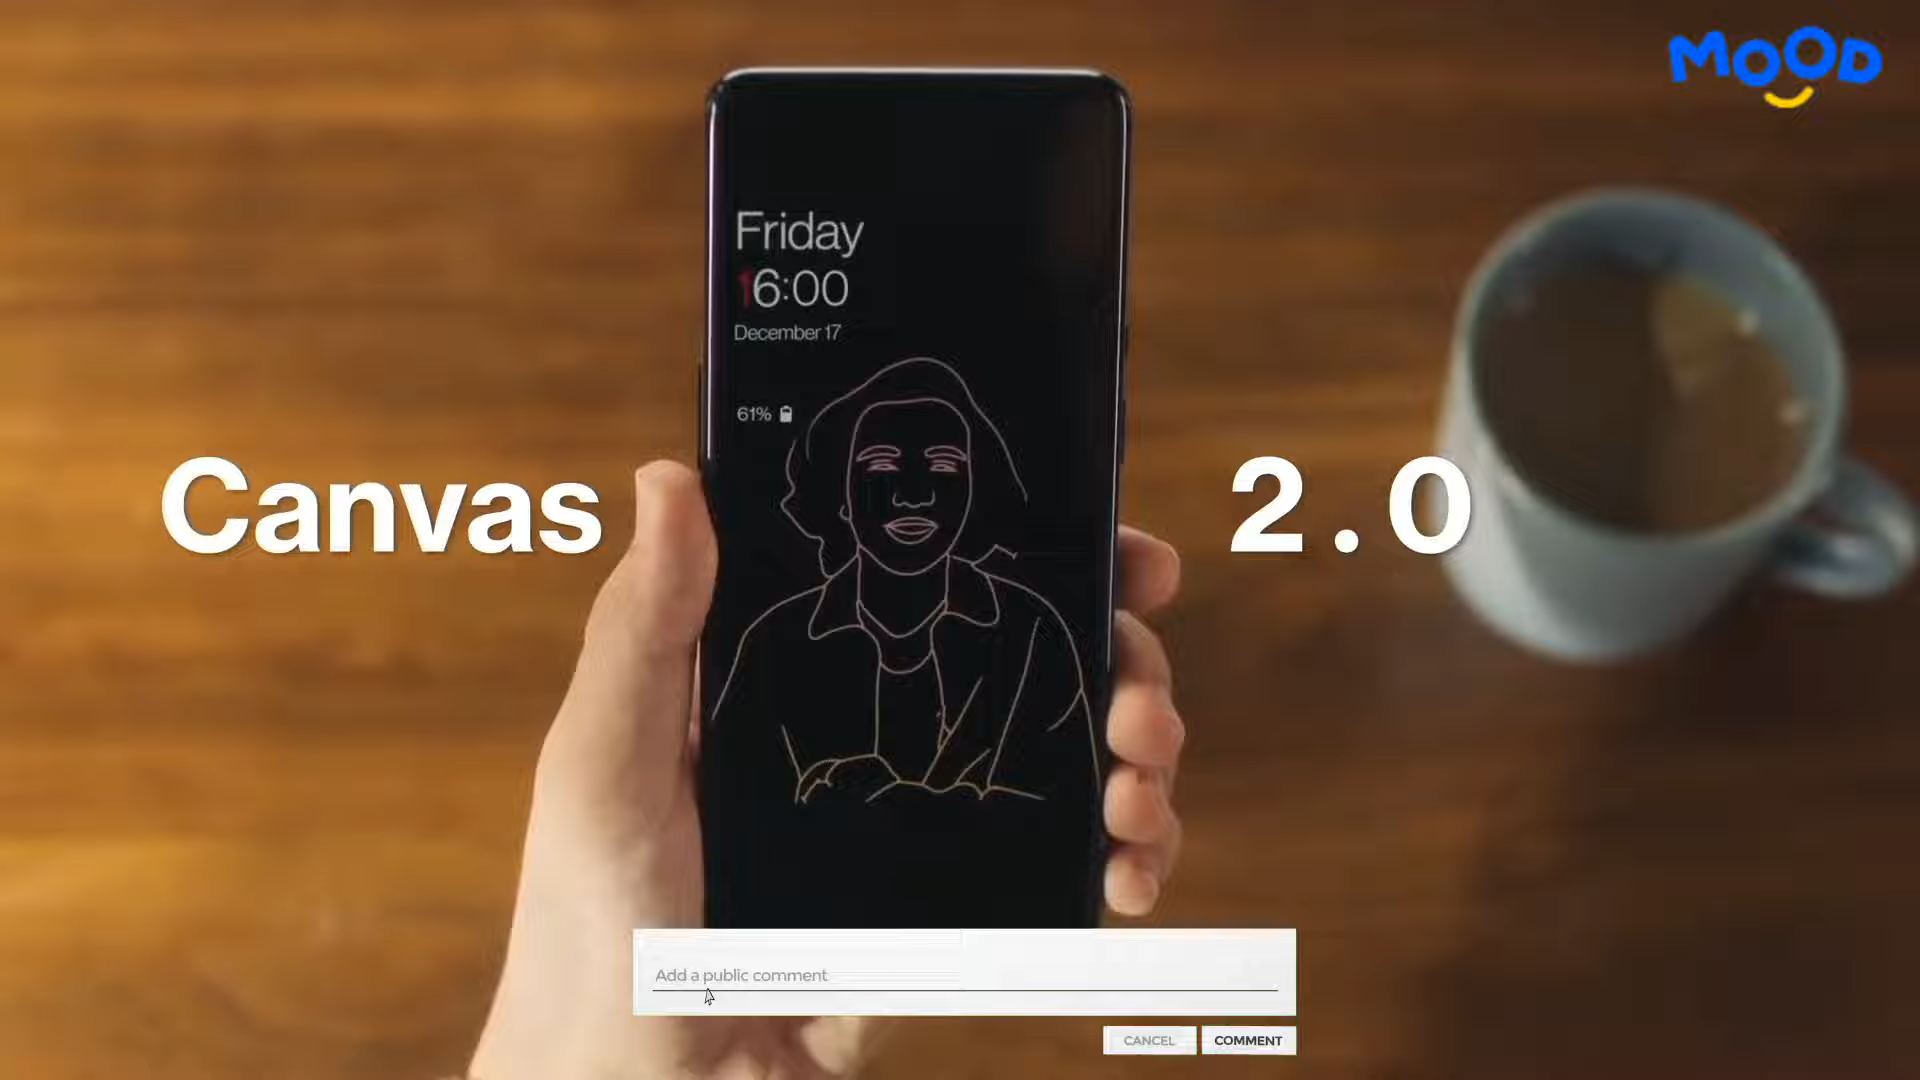 MOOD
Friday
16:00
December 17
61%
Canvas 2.0
Add a public comment
CANCEL COMMENT